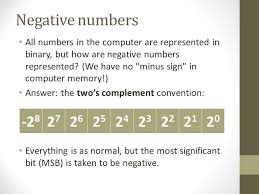 Negative numbers
• All numbers in the computer are represented in
binary, but how are negative numbers
represented? (We have no "minus sign" in
computer memory!)
• Answer: the two's complement convention:
-2⁸ 2⁷ 2⁶ 2⁵ 2⁴ 2³ 2² 2¹ 2⁰
• Everything is as normal, but the most significant
bit (MSB) is taken to be negative.